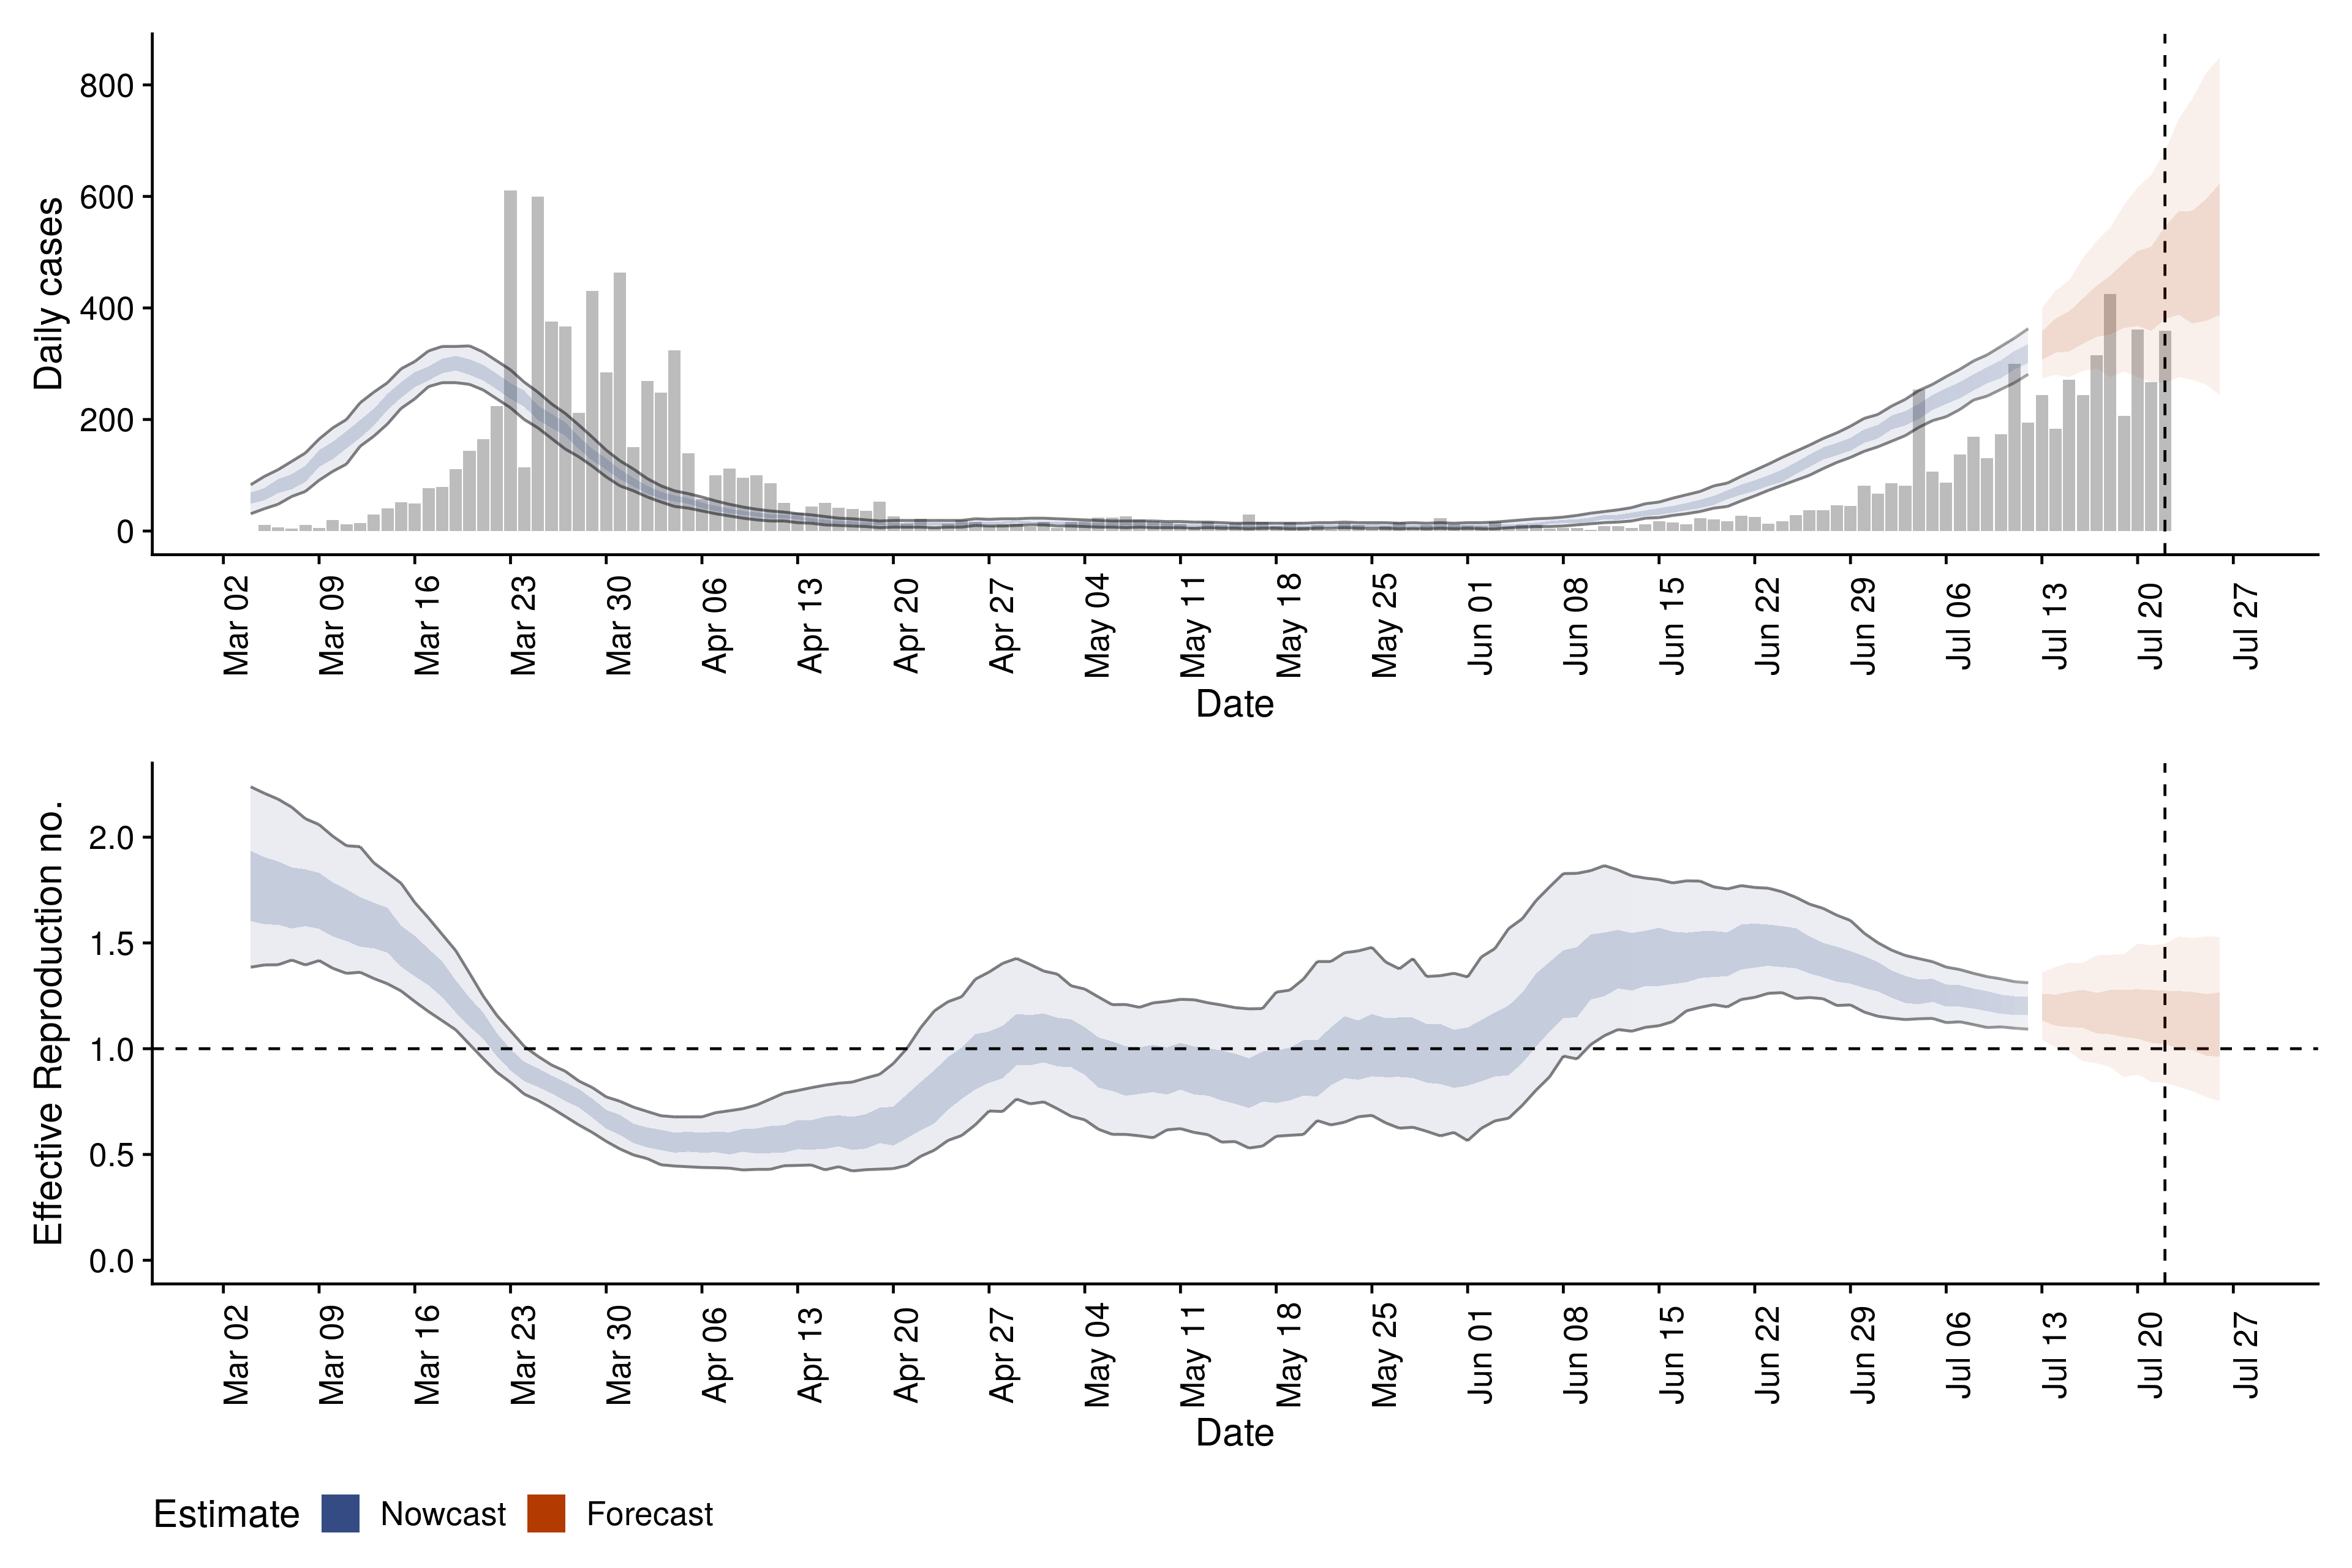 Daily cases
800
600
400
200
0
Mar 02
Mar 09
Mar 16
Mar 23
Mar 30
Apr 06
Apr 13
Apr 20
Apr 27
May 04
May 11
May 18
May 25
Jun 01
Jun 08
Jun 15
Jun 22
Jun 29
Jul 06
Jul 13
Jul 20
Jul 27
Date
Effective Reproduction no.
2.0
1.5
1.0
0.5
0.0
Mar 02
Mar 09
Mar 16
Mar 23
Mar 30
Apr 06
Apr 13
Apr 20
Apr 27
May 04
May 11
May 18
May 25
Jun 01
Jun 08
Jun 15
Jun 22
Jun 29
Jul 06
Jul 13
Jul 20
Jul 27
Date
Estimate Nowcast Forecast